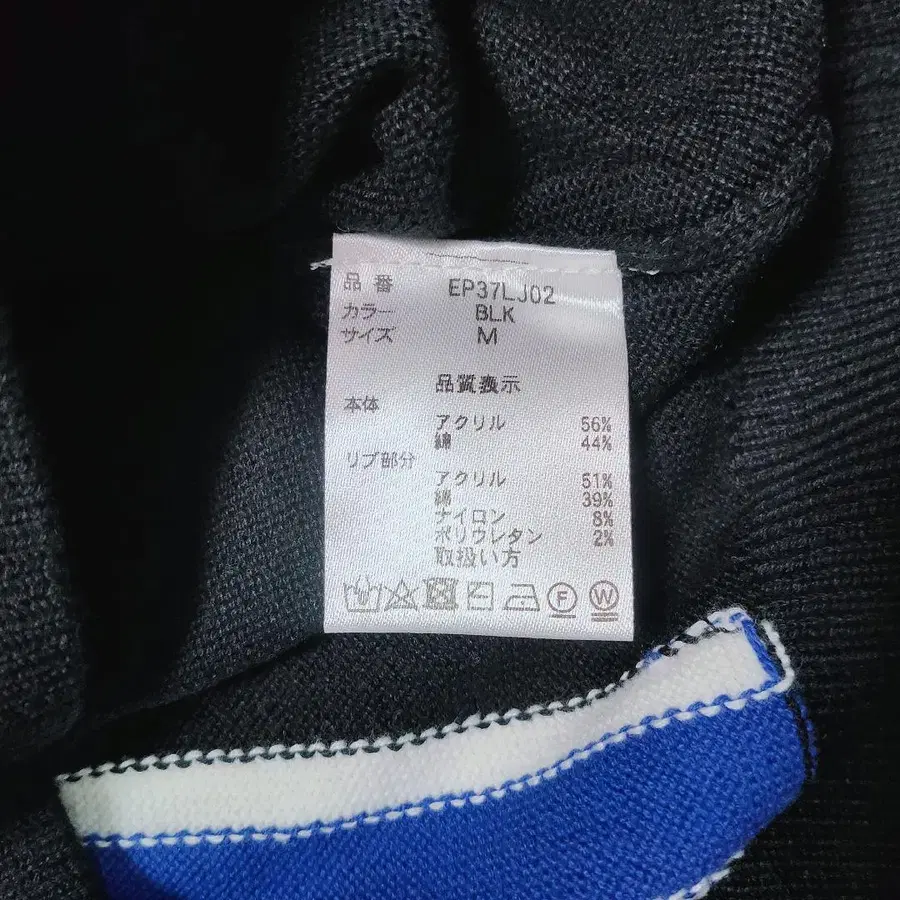 品番 EP37LJ02
カラー BLK
サイズ M
品質表示
本体
アクリル 56%
綿 44%
リブ部分
アクリル 51%
綿 39%
ナイロン 8%
ポリウレタン 2%
取扱い方
F W